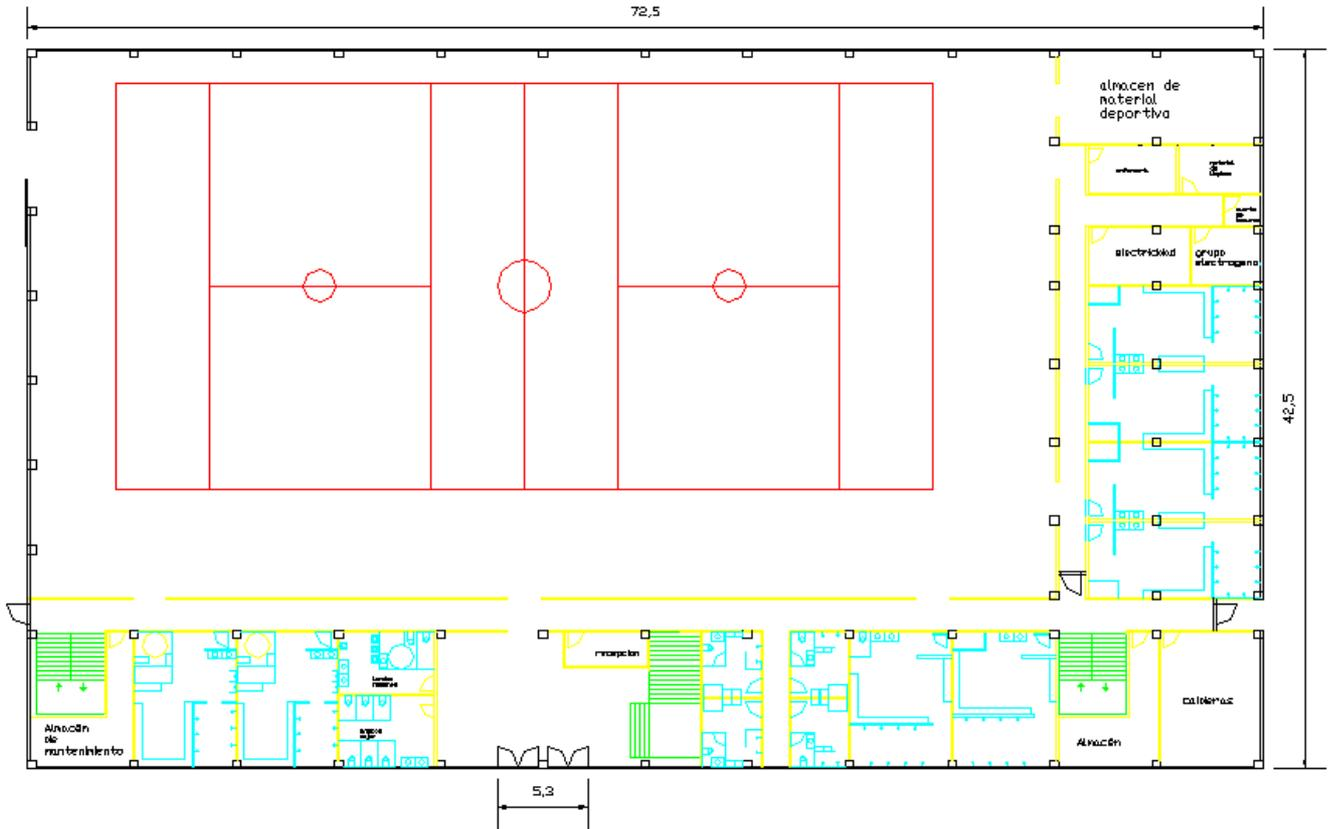 72,5
almacen de
material
deportiva
electricidad
grupo
electrogeno
42,5
recepcion
Almacén
de
mantenimiento
calderas
Almacén
5,3